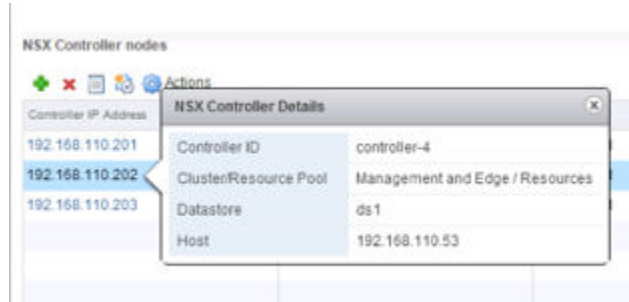 NSX Controller nodes
Actions
Controller IP Address
NSX Controller Details
192.168.110.201
Controller ID controller-4
192.168.110.202
Cluster/Resource Pool Management and Edge / Resources
192.168.110.203
Datastore ds1
Host 192.168.110.53